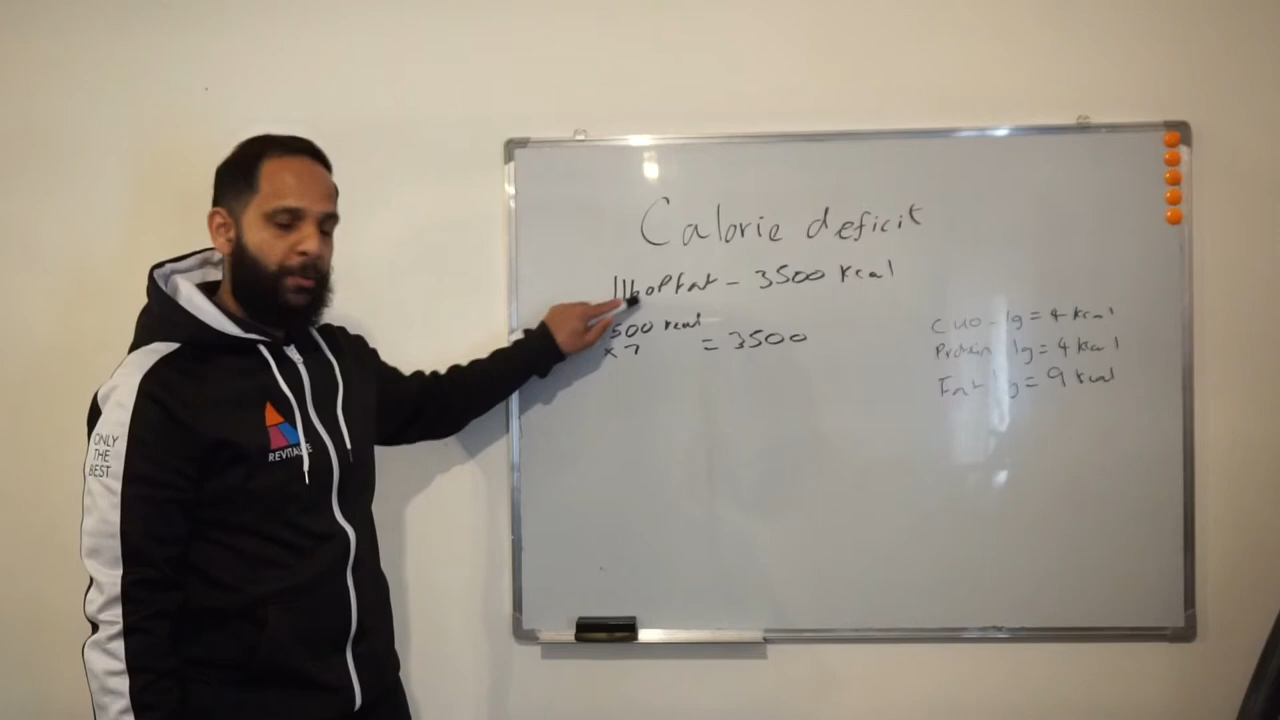 Calorie deficit
1lb of fat - 3500 kcal
500 kcal
x 7 = 3500
CHO - 1g = 4 kcal
Protein 1g = 4 kcal
Fat 1g = 9 kcal
ONLY
THE
BEST
REVITALISE